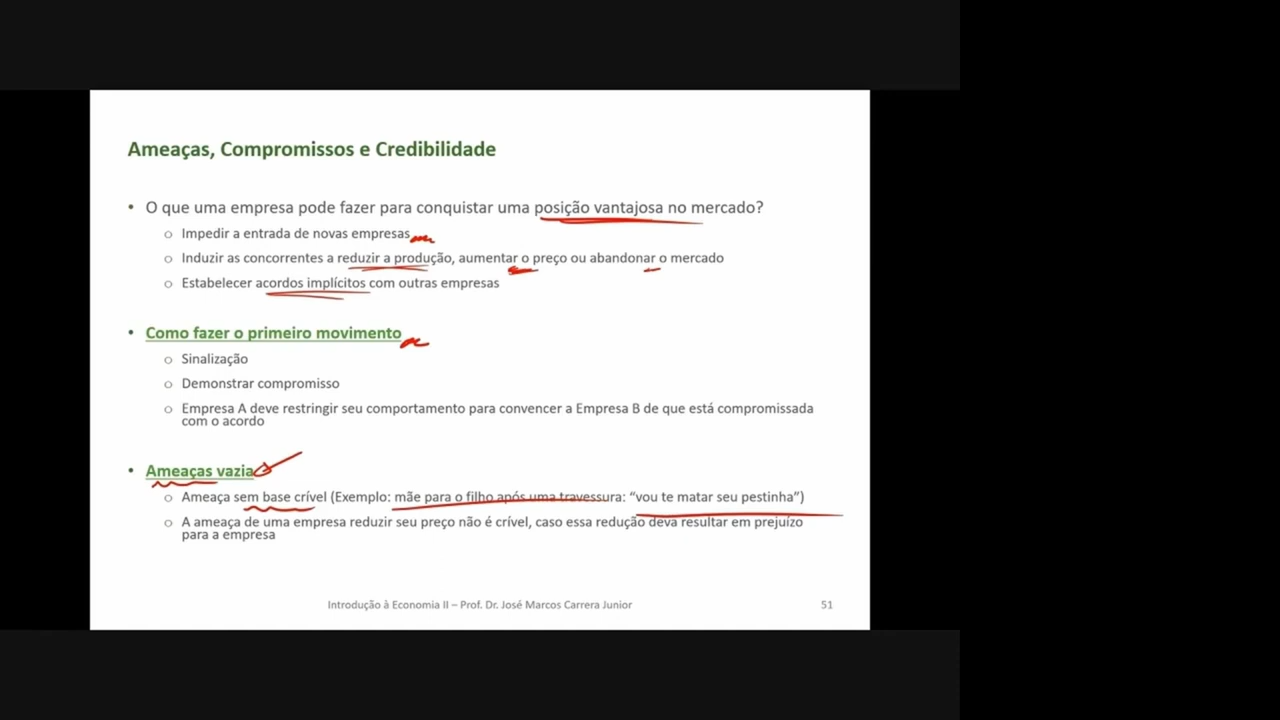 Ameaças, Compromissos e Credibilidade
• O que uma empresa pode fazer para conquistar uma posição vantajosa no mercado?
o Impedir a entrada de novas empresas
o Induzir as concorrentes a reduzir a produção, aumentar o preço ou abandonar o mercado
o Estabelecer acordos implícitos com outras empresas
• Como fazer o primeiro movimento
o Sinalização
o Demonstrar compromisso
o Empresa A deve restringir seu comportamento para convencer a Empresa B de que está compromissada
com o acordo
• Ameaças vazia
o Ameaça sem base crível (Exemplo: mãe para o filho após uma travessura: “vou te matar seu pestinha”)
o A ameaça de uma empresa reduzir seu preço não é crível, caso essa redução deva resultar em prejuízo
para a empresa
Introdução à Economia II – Prof. Dr. José Marcos Carrera Junior
51